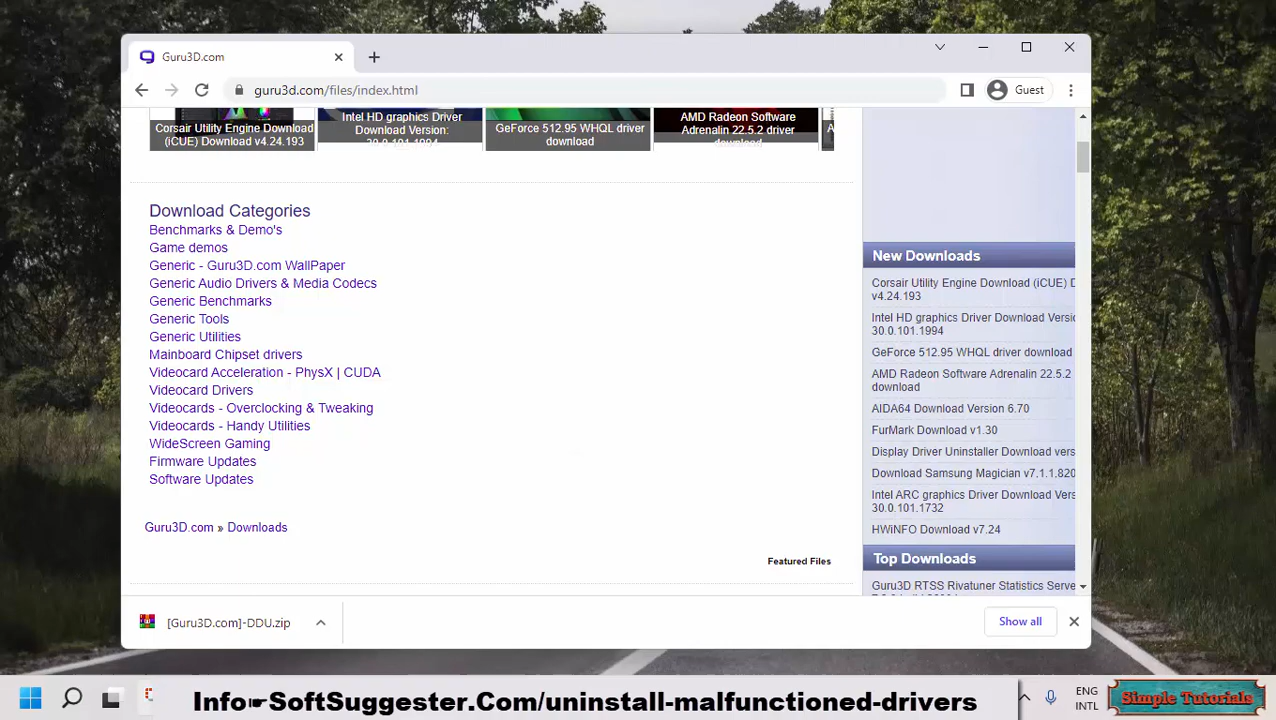 Guru3D.com
guru3d.com/files/index.html
Guest
Corsair Utility Engine Download
(iCUE) Download v4.24.193
Intel HD graphics Driver
Download Version:
30.0.101.1994
GeForce 512.95 WHQL driver
download
AMD Radeon Software
Adrenalin 22.5.2 driver
download
A
Download Categories
Benchmarks & Demo's
Game demos
Generic - Guru3D.com WallPaper
Generic Audio Drivers & Media Codecs
Generic Benchmarks
Generic Tools
Generic Utilities
Mainboard Chipset drivers
Videocard Acceleration - PhysX | CUDA
Videocard Drivers
Videocards - Overclocking & Tweaking
Videocards - Handy Utilities
WideScreen Gaming
Firmware Updates
Software Updates
Guru3D.com » Downloads
Featured Files
New Downloads
Corsair Utility Engine Download (iCUE) D
v4.24.193
Intel HD graphics Driver Download Versio
30.0.101.1994
GeForce 512.95 WHQL driver download
AMD Radeon Software Adrenalin 22.5.2
download
AIDA64 Download Version 6.70
FurMark Download v1.30
Display Driver Uninstaller Download vers
Download Samsung Magician v7.1.1.820
Intel ARC graphics Driver Download Vers
30.0.101.1732
HWiNFO Download v7.24
Top Downloads
Guru3D RTSS Rivatuner Statistics Serve
[Guru3D.com]-DDU.zip
Show all
Info☛SoftSuggester.Com/uninstall-malfunctioned-drivers
ENG
INTL
Simple Tutorials